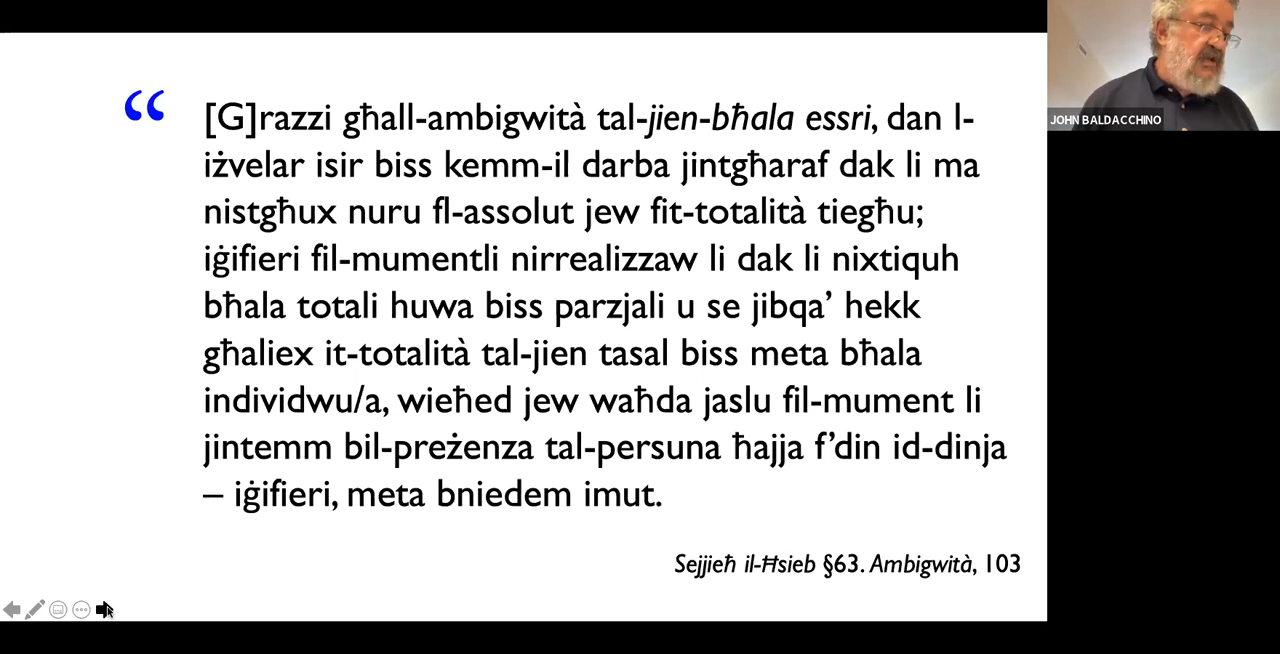 “
[G]razzi għall-ambigwità tal-jien-bħala essri, dan l-
iżvelar isir biss kemm-il darba jintgħaraf dak li ma
nistgħux nuru fl-assolut jew fit-totalità tiegħu;
iġifieri fil-mumentli nirrealizzaw li dak li nixtiquh
bħala totali huwa biss parzjali u se jibqa’ hekk
għaliex it-totalità tal-jien tasal biss meta bħala
individwu/a, wieħed jew waħda jaslu fil-mument li
jintemm bil-preżenza tal-persuna ħajja f’din id-dinja
– iġifieri, meta bniedem imut.
Sejjieħ il-Ħsieb §63. Ambigwità, 103
JOHN BALDACCHINO